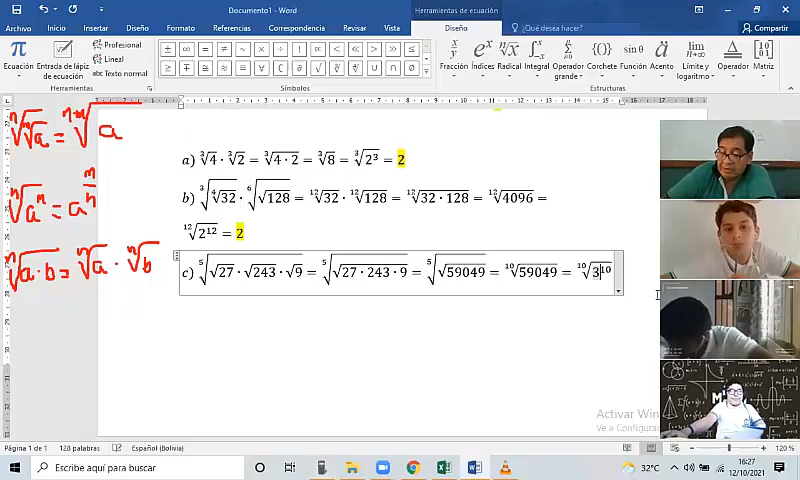 Documento1 - Word
Herramientas de ecuación
Archivo Inicio Insertar Diseño Formato Referencias Correspondencia Revisar Vista Diseño ¿Qué desea hacer? Compartir
Ecuación
Entrada de lápiz de ecuación
Profesional
Lineal
abc Texto normal
Herramientas
Símbolos
Fracción Índices Radical Integral Operador grande Corchete Función Acento Límite y logaritmo Operador Matriz
Estructuras
ⁿ√(ᵐ√a) = ⁿ·ᵐ√a
ⁿ√aᵐ = a^(m/n)
ⁿ√(a·b) = ⁿ√a · ⁿ√b
a) ∛4 · ∛2 = ∛(4 · 2) = ∛8 = ∛(2³) = 2
b) ∛(∜32) · ⁶√(√128) = ¹²√32 · ¹²√128 = ¹²√(32 · 128) = ¹²√4096 =
¹²√(2¹²) = 2
c) ⁵√(√27 · √243 · √9) = ⁵√(√(27 · 243 · 9)) = ⁵√(√59049) = ¹⁰√59049 = ¹⁰√(3¹⁰)
Activar Win
Ve a Configurac
Página 1 de 1 128 palabras Español (Bolivia) 120 %
Escribe aquí para buscar
32°C
16:27
12/10/2021